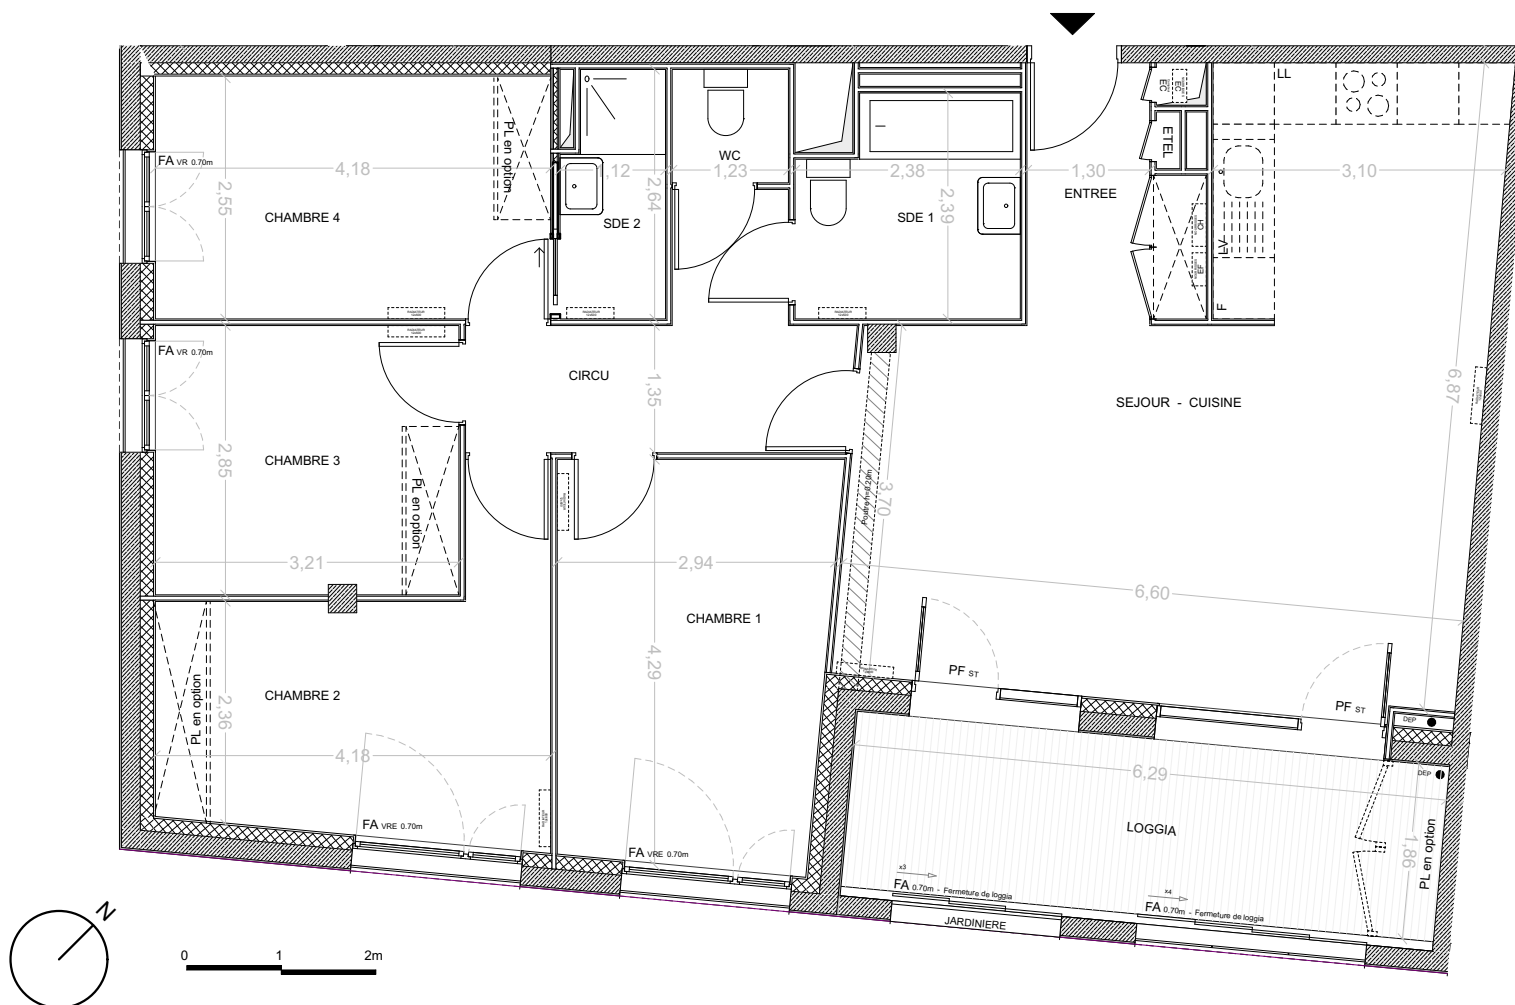 LL
EC
EC
FA VR 0.70m
4,18
PL en option
2,55
CHAMBRE 4
1,12
2,64
SDE 2
WC
1,23
2,38
2,39
SDE 1
1,30
ENTREE
ETEL
CH
EF
LV
F
3,10
FA VR 0.70m
CIRCU
1,35
SEJOUR - CUISINE
6,87
CHAMBRE 3
2,85
PL en option
3,21
2,94
3,70
6,60
CHAMBRE 1
4,29
CHAMBRE 2
PL en option
2,36
4,18
PF ST
PF ST
DEP
DEP
6,29
LOGGIA
1,86
PL en option
FA VRE 0.70m
FA VRE 0.70m
x3
FA 0.70m - Fermeture de loggia
x4
FA 0.70m - Fermeture de loggia
JARDINIERE
N
0 1 2m